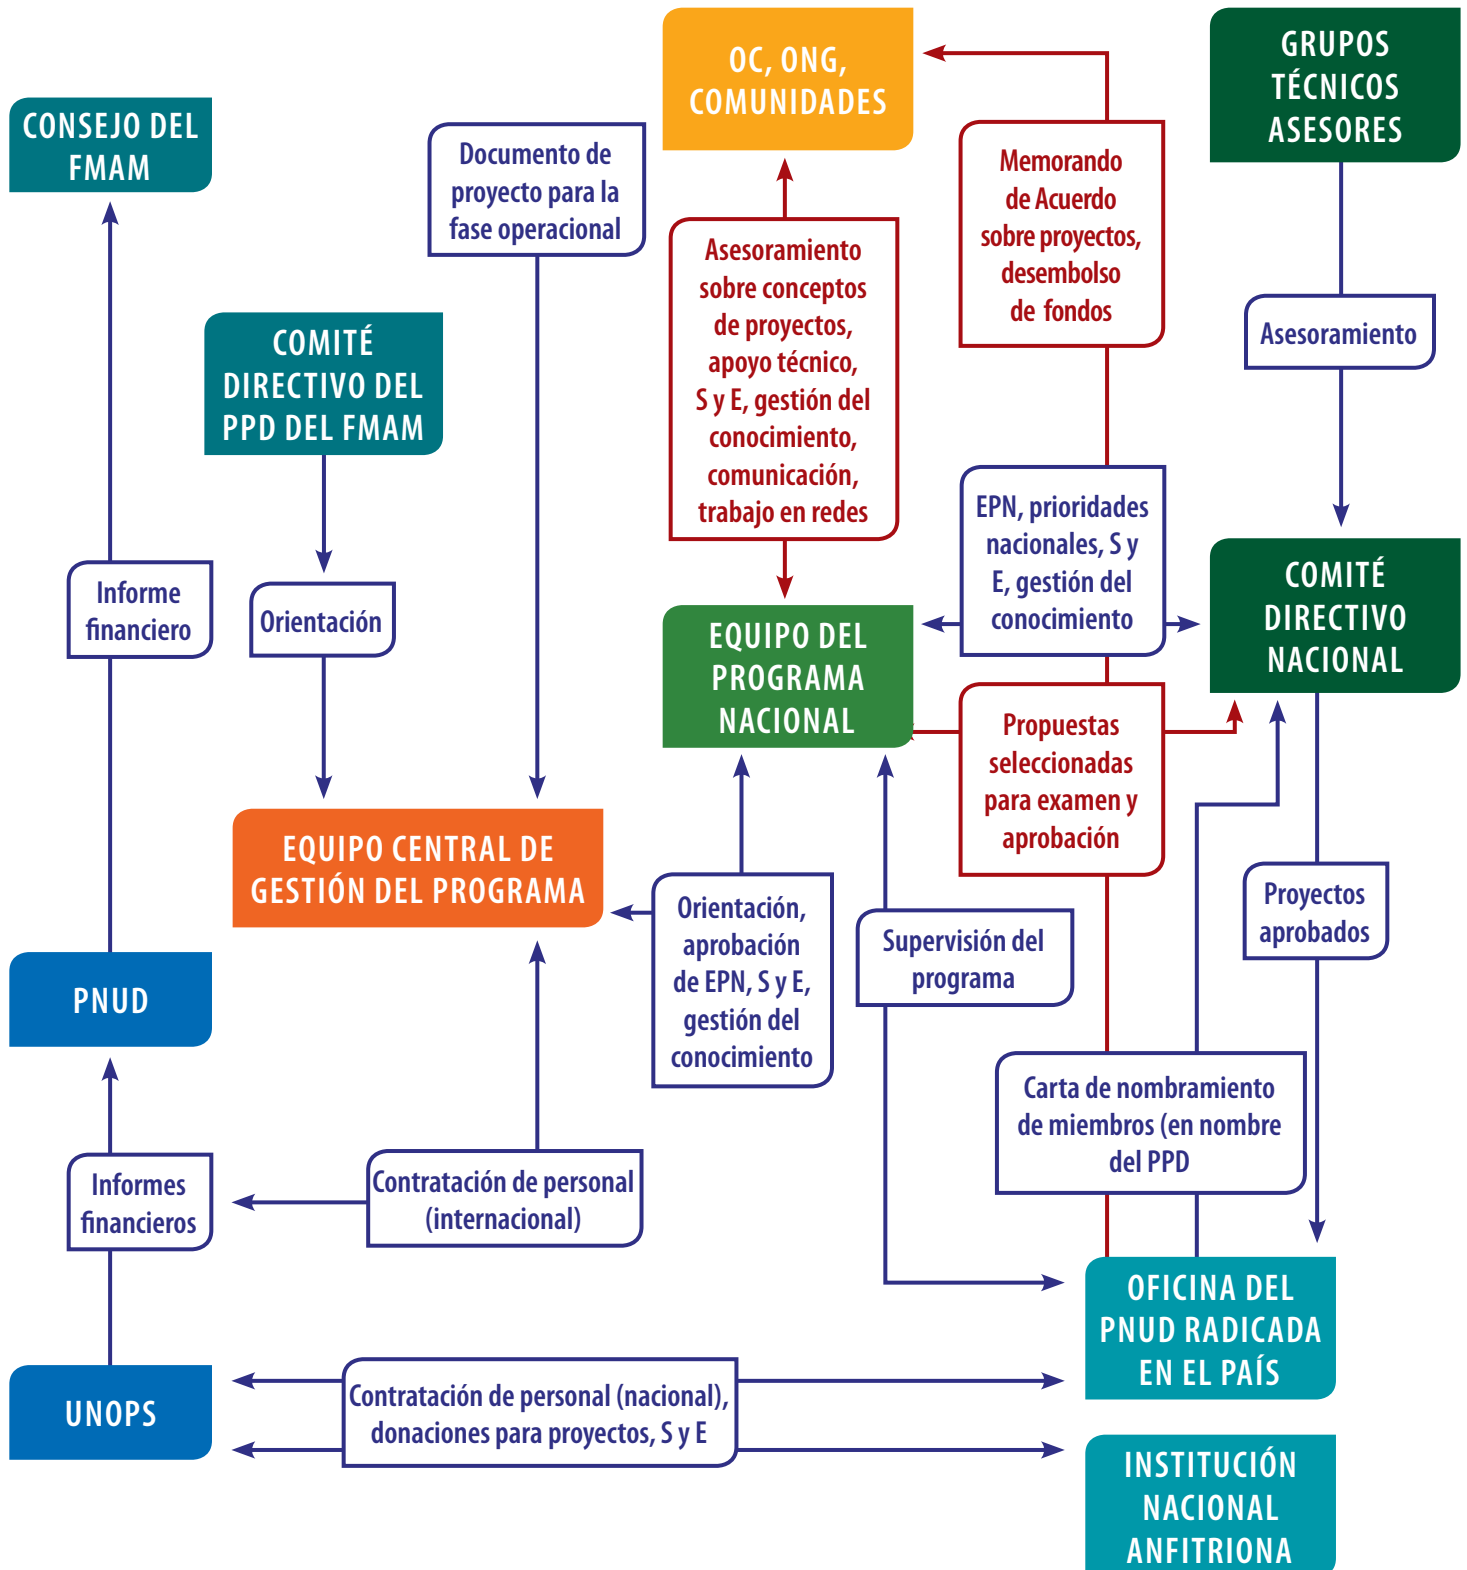 CONSEJO DEL
FMAM
OC, ONG,
COMUNIDADES
GRUPOS
TÉCNICOS
ASESORES
Documento de
proyecto para la
fase operacional
Memorando
de Acuerdo
sobre proyectos,
desembolso
de fondos
Asesoramiento
sobre conceptos
de proyectos,
apoyo técnico,
S y E, gestión del
conocimiento,
comunicación,
trabajo en redes
Asesoramiento
COMITÉ
DIRECTIVO DEL
PPD DEL FMAM
EPN, prioridades
nacionales, S y
E, gestión del
conocimiento
Informe
financiero
Orientación
EQUIPO DEL
PROGRAMA
NACIONAL
COMITÉ
DIRECTIVO
NACIONAL
Propuestas
seleccionadas
para examen y
aprobación
EQUIPO CENTRAL DE
GESTIÓN DEL PROGRAMA
Orientación,
aprobación
de EPN, S y E,
gestión del
conocimiento
Supervisión del
programa
Proyectos
aprobados
PNUD
Carta de nombramiento
de miembros (en nombre
del PPD
Informes
financieros
Contratación de personal
(internacional)
OFICINA DEL
PNUD RADICADA
EN EL PAÍS
UNOPS
Contratación de personal (nacional),
donaciones para proyectos, S y E
INSTITUCIÓN
NACIONAL
ANFITRIONA